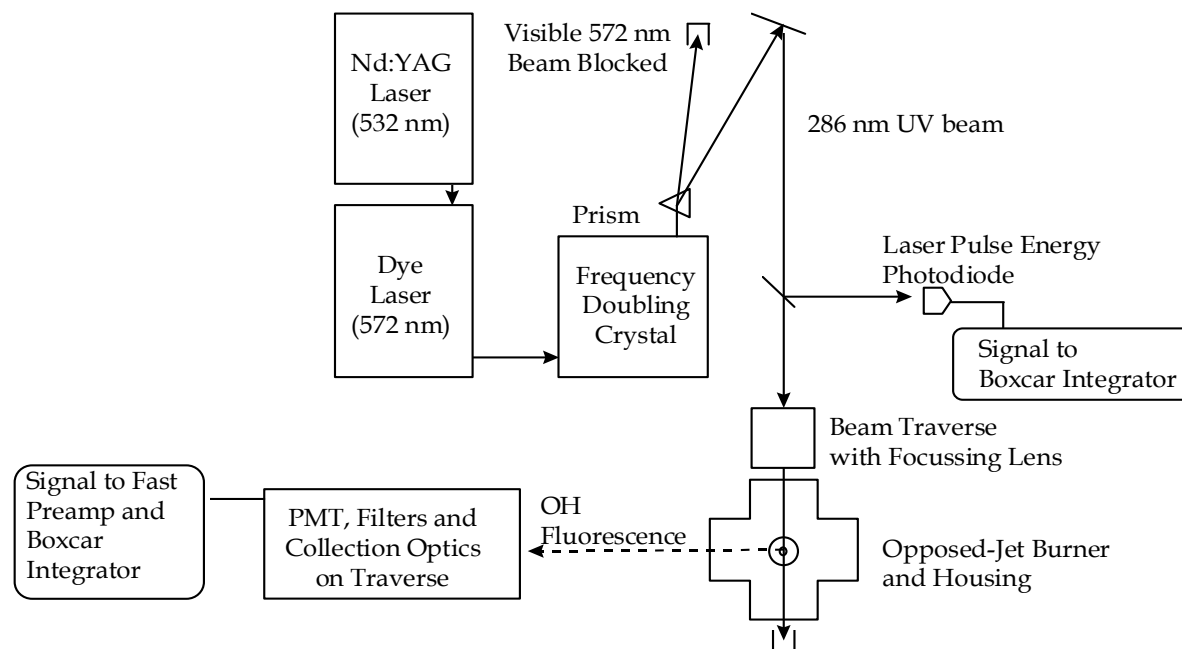 Nd:YAG
Laser
(532 nm)
Visible 572 nm
Beam Blocked
286 nm UV beam
Prism
Dye
Laser
(572 nm)
Frequency
Doubling
Crystal
Laser Pulse Energy
Photodiode
Signal to
Boxcar Integrator
Beam Traverse
with Focussing Lens
Signal to Fast
Preamp and
Boxcar
Integrator
PMT, Filters and
Collection Optics
on Traverse
OH
Fluorescence
Opposed-Jet Burner
and Housing